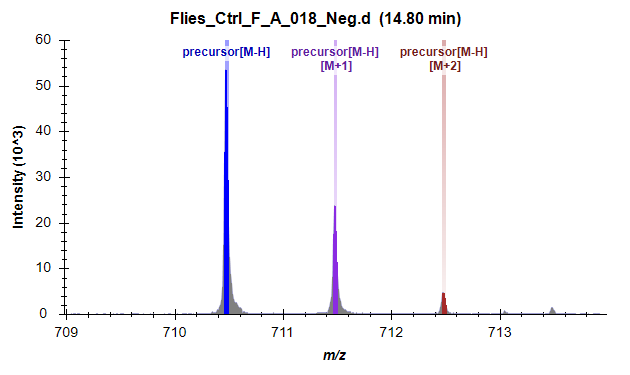 Flies_Ctrl_F_A_018_Neg.d (14.80 min)
60
50
40
30
20
10
0
Intensity (10^3)
precursor[M-H]
precursor[M-H]
[M+1]
precursor[M-H]
[M+2]
709 710 711 712 713
m/z